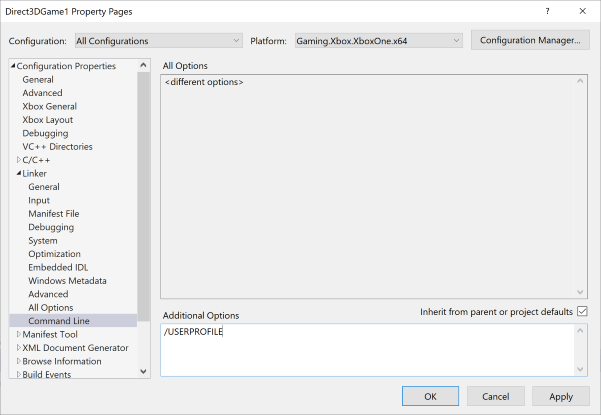 Direct3DGame1 Property Pages
Configuration: All Configurations Platform: Gaming.Xbox.XboxOne.x64 Configuration Manager...
Configuration Properties
General
Advanced
Xbox General
Xbox Layout
Debugging
VC++ Directories
C/C++
Linker
General
Input
Manifest File
Debugging
System
Optimization
Embedded IDL
Windows Metadata
Advanced
All Options
Command Line
Manifest Tool
XML Document Generator
Browse Information
Build Events
All Options
<different options>
Additional Options
Inherit from parent or project defaults
/USERPROFILE
OK Cancel Apply